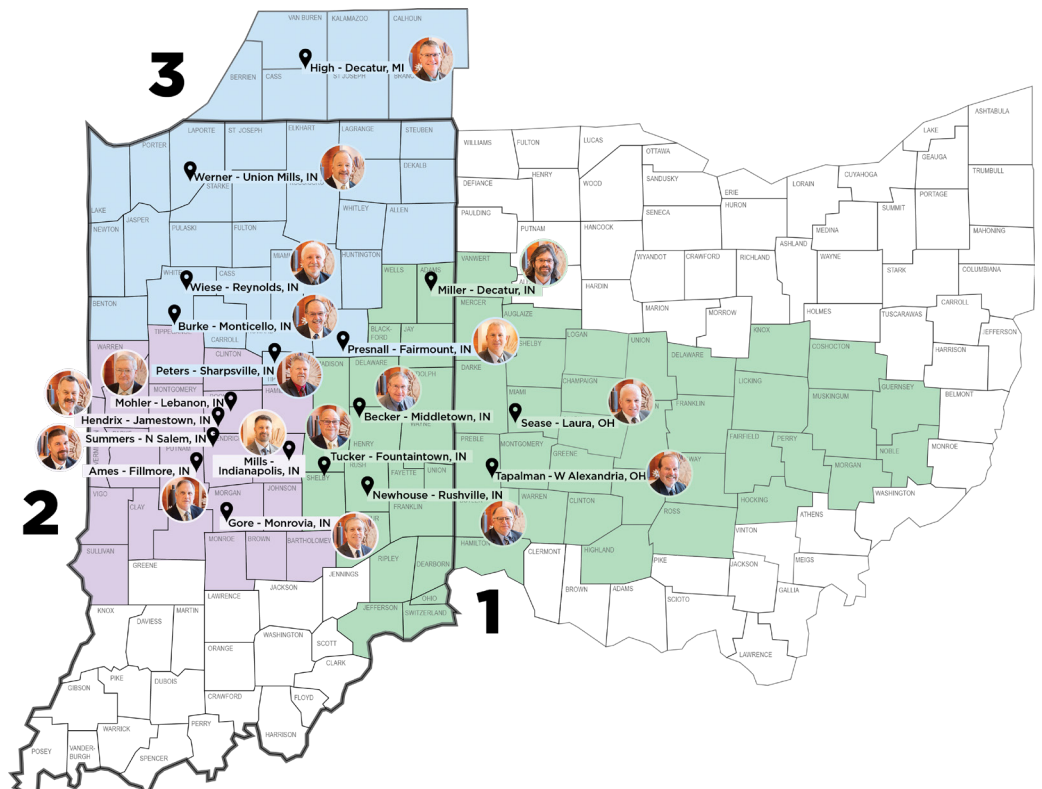 VAN BUREN
KALAMAZOO
CALHOUN
3
High - Decatur, MI
BERRIEN
CASS
ST JOSEPH
LAPORTE
ST JOSEPH
ELKHART
LAGRANGE
STEUBEN
PORTER
DEKALB
Werner - Union Mills, IN
STARKE
LAKE
NEWTON
JASPER
PULASKI
FULTON
WHITLEY
ALLEN
HUNTINGTON
CASS
Wiese - Reynolds, IN
WELLS
ADAMS
Miller - Decatur, IN
BENTON
Burke - Monticello, IN
CARROLL
BLACK-
FORD
JAY
WARREN
CLINTON
Presnall - Fairmount, IN
Peters - Sharpsville, IN
DELAWARE
MONTGOMERY
Mohler - Lebanon, IN
Hendrix - Jamestown, IN
Becker - Middletown, IN
Summers - N Salem, IN
HENRY
Mills -
Indianapolis, IN
Tucker - Fountaintown, IN
Ames - Fillmore, IN
RUSH
FAYETTE
UNION
SHELBY
2
VIGO
CLAY
MORGAN
JOHNSON
Newhouse - Rushville, IN
FRANKLIN
Gore - Monrovia, IN
SULLIVAN
MONROE
BROWN
BARTHOLOMEW
RIPLEY
DEARBORN
GREENE
JENNINGS
JACKSON
LAWRENCE
OHIO
JEFFERSON
SWITZERLAND
1
KNOX
DAVIESS
MARTIN
WASHINGTON
SCOTT
ORANGE
CLARK
GIBSON
PIKE
DUBOIS
CRAWFORD
FLOYD
HARRISON
POSEY
VANDER-
BURGH
WARRICK
SPENCER
PERRY
WILLIAMS
FULTON
LUCAS
OTTAWA
LAKE
ASHTABULA
GEAUGA
DEFIANCE
HENRY
WOOD
SANDUSKY
ERIE
LORAIN
CUYAHOGA
TRUMBULL
PORTAGE
PAULDING
PUTNAM
HANCOCK
SENECA
HURON
MEDINA
SUMMIT
MAHONING
VANWERT
WYANDOT
CRAWFORD
RICHLAND
ASHLAND
WAYNE
STARK
COLUMBIANA
HARDIN
MERCER
AUGLAIZE
MARION
MORROW
HOLMES
TUSCARAWAS
CARROLL
JEFFERSON
HARRISON
SHELBY
LOGAN
UNION
DELAWARE
KNOX
COSHOCTON
DARKE
MIAMI
CHAMPAIGN
LICKING
MUSKINGUM
GUERNSEY
BELMONT
FRANKLIN
Sease - Laura, OH
PREBLE
MONTGOMERY
GREENE
FAIRFIELD
PERRY
NOBLE
MONROE
MORGAN
Tapalman - W Alexandria, OH
WARREN
CLINTON
ROSS
HOCKING
WASHINGTON
ATHENS
VINTON
HAMILTON
CLERMONT
HIGHLAND
PIKE
JACKSON
MEIGS
GALLIA
BROWN
ADAMS
SCIOTO
LAWRENCE